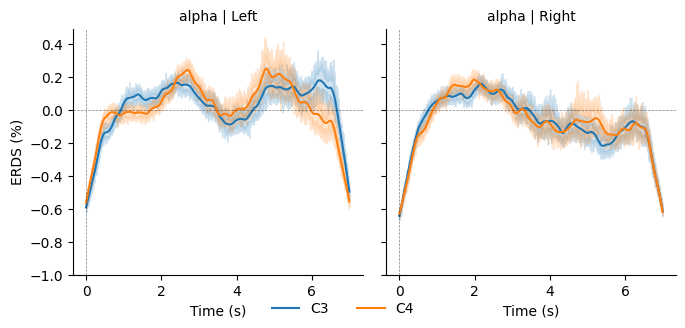 alpha | Left
alpha | Right
ERDS (%)
0.4
0.2
0.0
−0.2
−0.4
−0.6
−0.8
−1.0
0 2 4 6
0 2 4 6
Time (s)
Time (s)
C3 C4